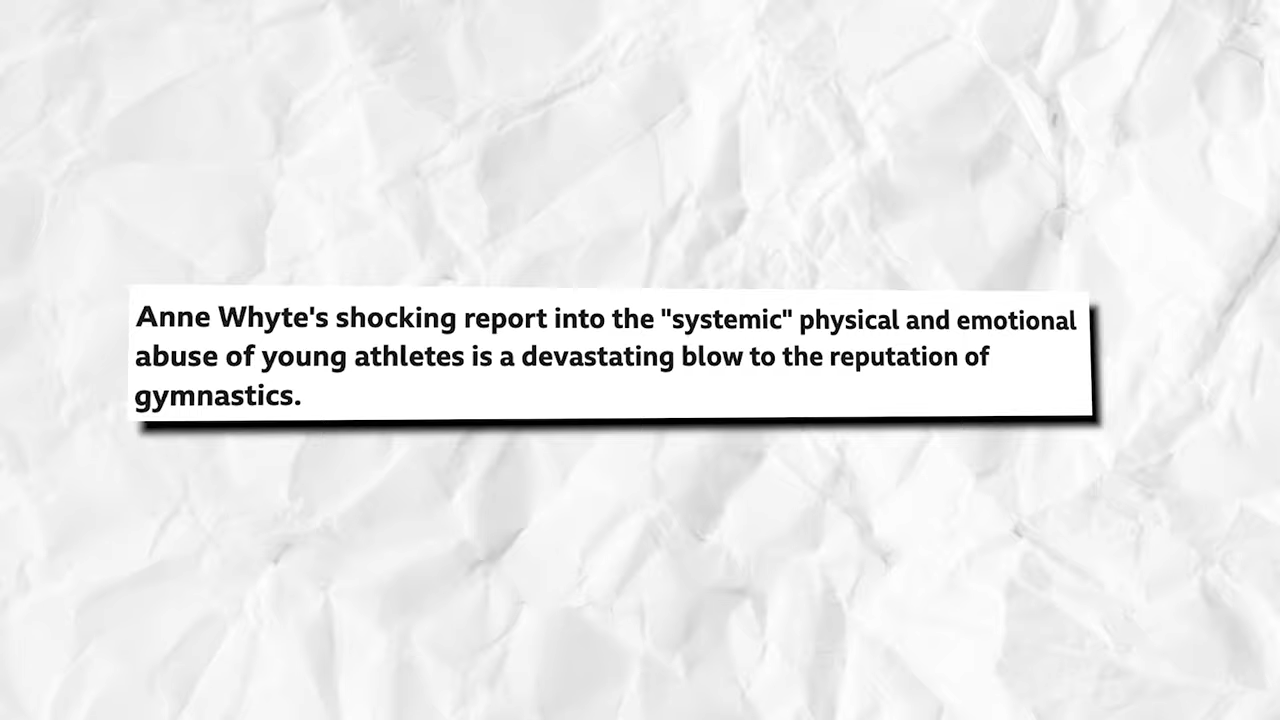 Anne Whyte's shocking report into the "systemic" physical and emotional
abuse of young athletes is a devastating blow to the reputation of
gymnastics.